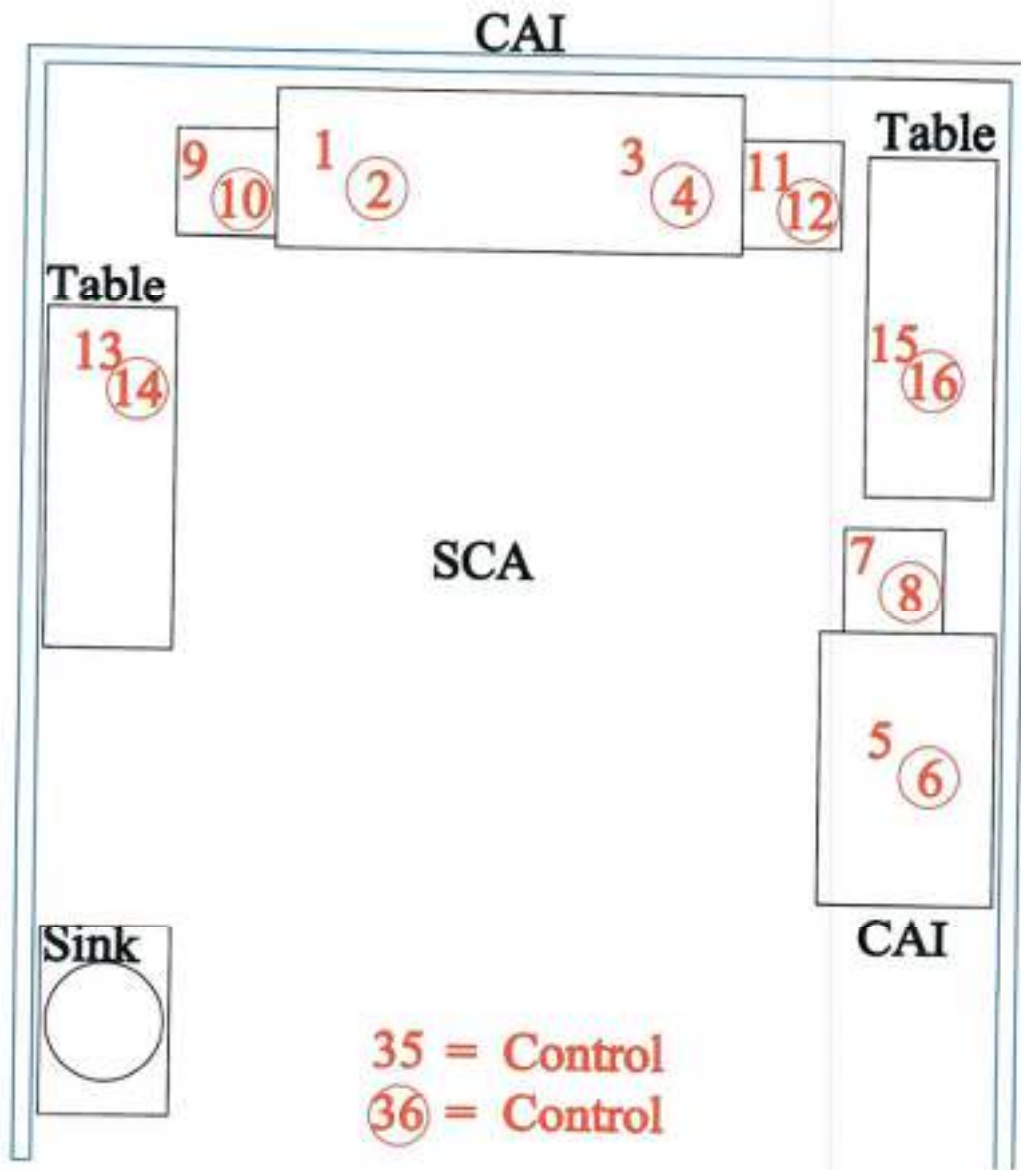 CAI
Table
9 10 1 2 3 4 11 12
Table
13 14
15 16
SCA
7 8
5 6
Sink
CAI
35 = Control
36 = Control